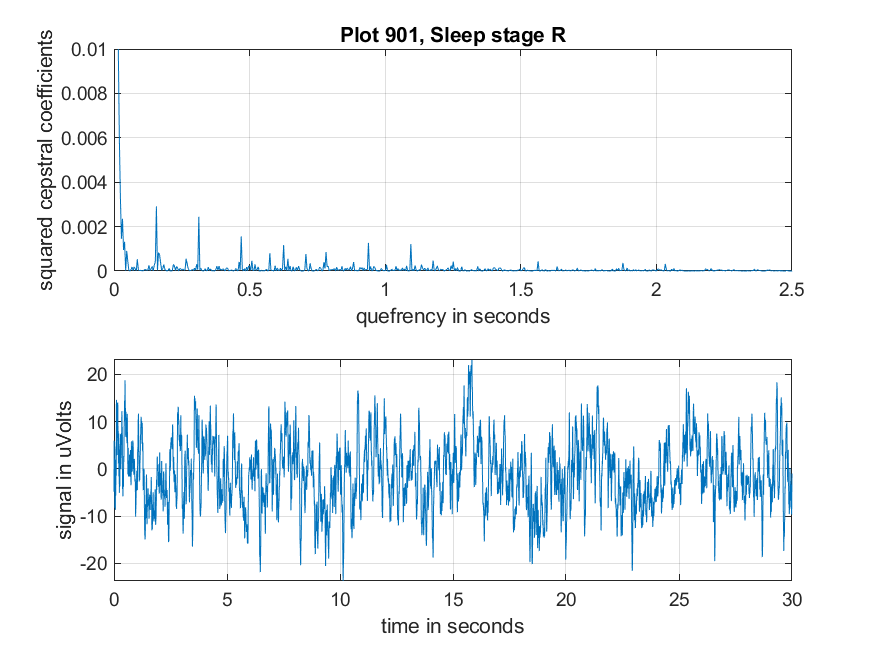 Plot 901, Sleep stage R
squared cepstral coefficients
0.01
0.008
0.006
0.004
0.002
0
0 0.5 1 1.5 2 2.5
quefrency in seconds
signal in uVolts
20
10
0
-10
-20
0 5 10 15 20 25 30
time in seconds